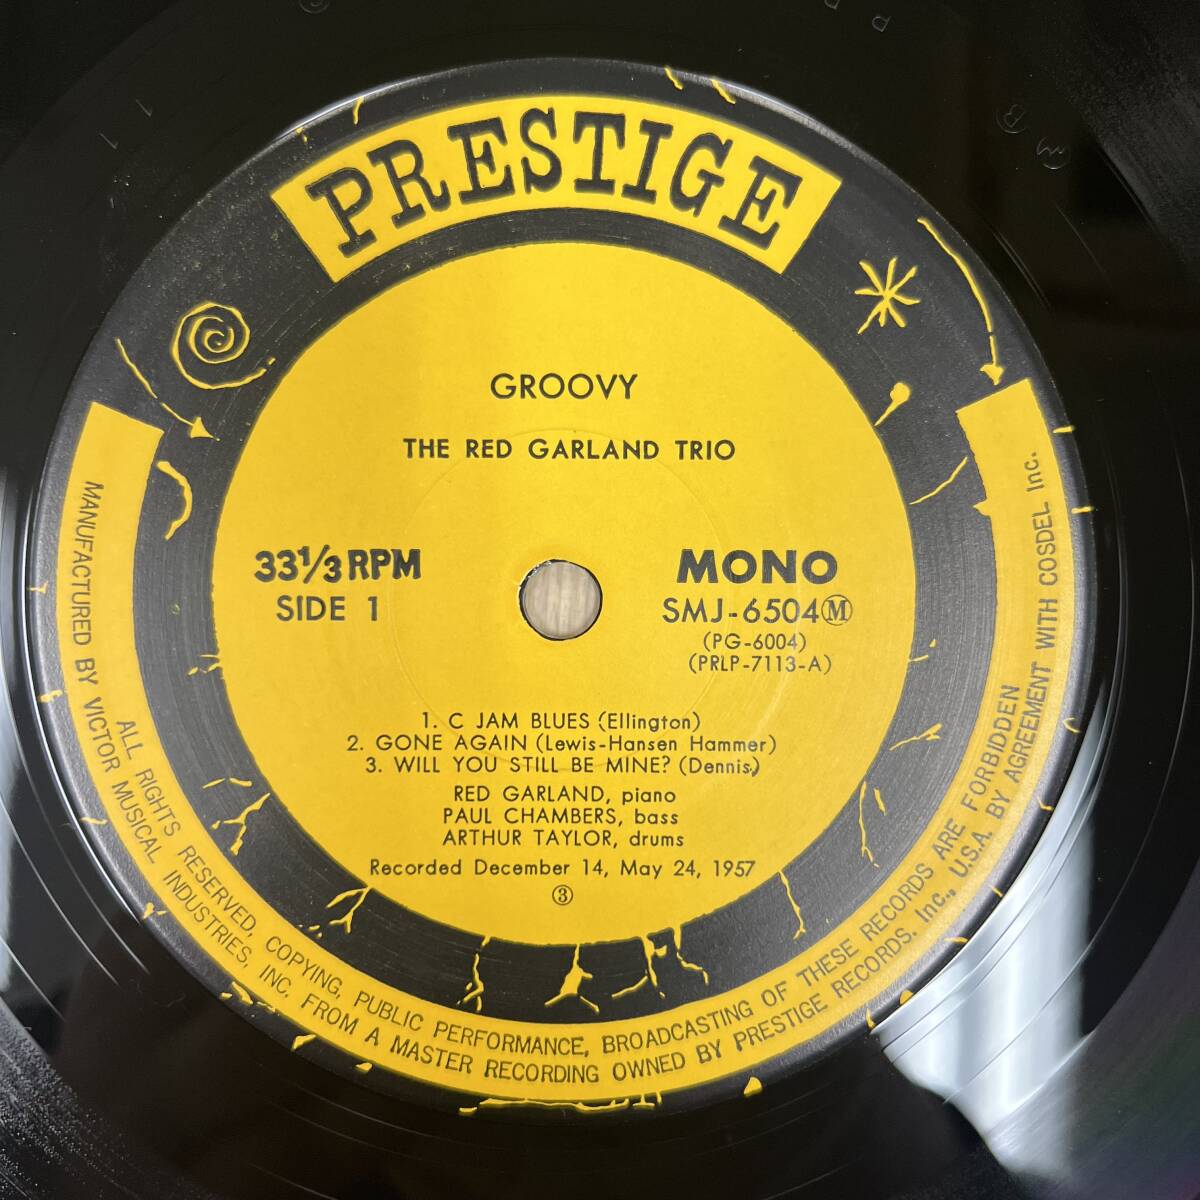 PRESTIGE
GROOVY
THE RED GARLAND TRIO
33 1/3 RPM
SIDE 1
MONO
SMJ-6504Ⓜ
(PG-6004)
(PRLP-7113-A)
1. C JAM BLUES (Ellington)
2. GONE AGAIN (Lewis-Hansen Hammer)
3. WILL YOU STILL BE MINE? (Dennis)
RED GARLAND, piano
PAUL CHAMBERS, bass
ARTHUR TAYLOR, drums
Recorded December 14, May 24, 1957
③
ALL RIGHTS RESERVED, COPYING, PUBLIC PERFORMANCE, BROADCASTING OF THESE RECORDS ARE FORBIDDEN
MANUFACTURED BY VICTOR MUSICAL INDUSTRIES, INC. FROM A MASTER RECORDING OWNED BY PRESTIGE RECORDS. Inc., U.S.A. BY AGREEMENT WITH COSDEL Inc.